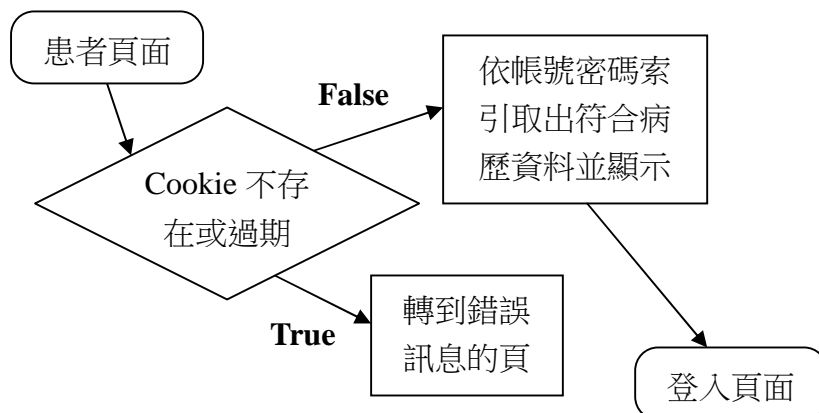 患者頁面
False
依帳號密碼索
引取出符合病
歷資料並顯示
Cookie 不存
在或過期
True
轉到錯誤
訊息的頁
登入頁面